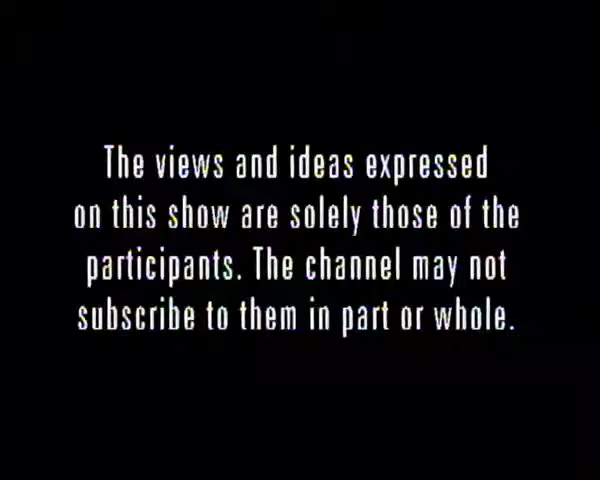 The views and ideas expressed
on this show are solely those of the
participants. The channel may not
subscribe to them in part or whole.